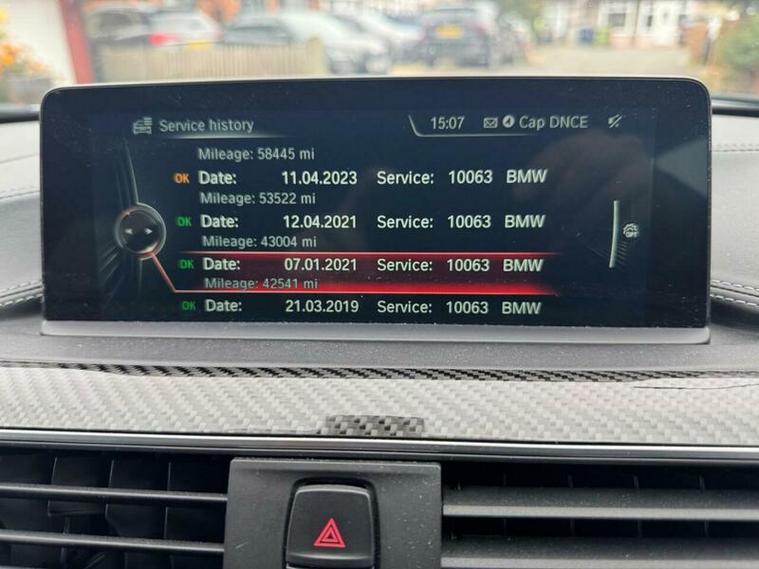 Service history
15:07 Cap DNCE
Mileage: 58445 mi
OK Date: 11.04.2023 Service: 10063 BMW
Mileage: 53522 mi
OK Date: 12.04.2021 Service: 10063 BMW
Mileage: 43004 mi
OK Date: 07.01.2021 Service: 10063 BMW
Mileage: 42541 mi
OK Date: 21.03.2019 Service: 10063 BMW
OPT